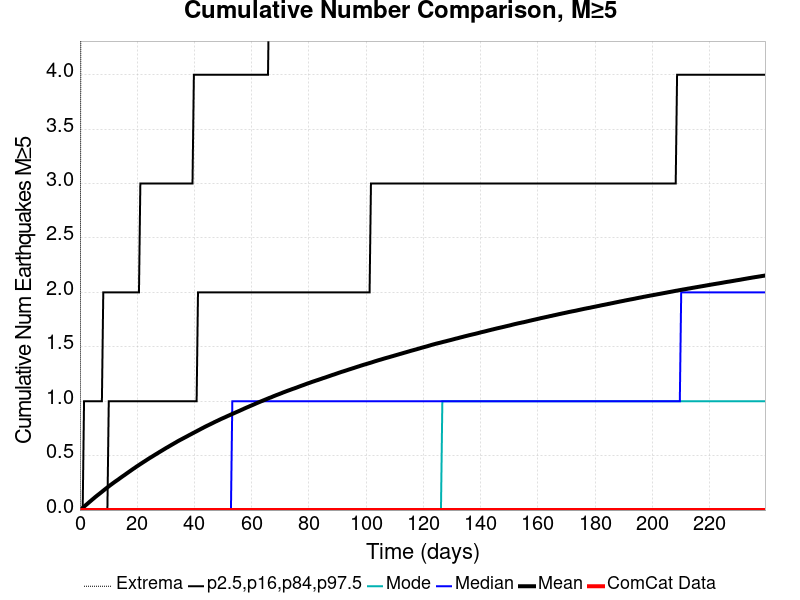 Cumulative Number Comparison, M≥5
Cumulative Num Earthquakes M≥5
4.0
3.5
3.0
2.5
2.0
1.5
1.0
0.5
0.0
0 20 40 60 80 100 120 140 160 180 200 220
Time (days)
Extrema p2.5,p16,p84,p97.5 Mode Median Mean ComCat Data